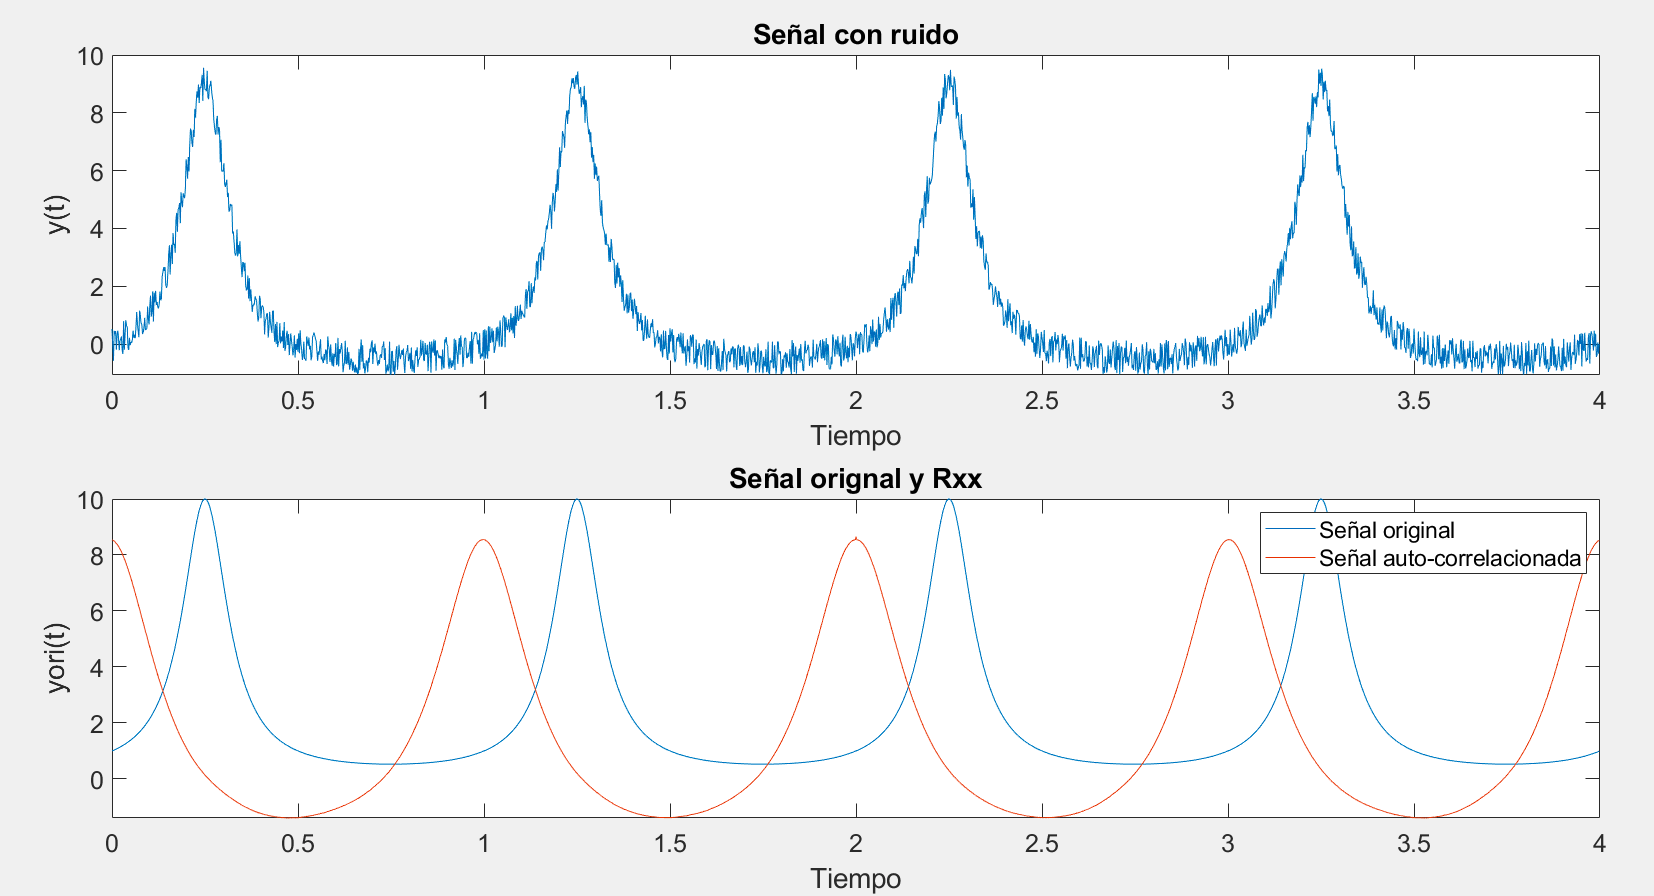 Señal con ruido
10
8
6
4
2
0
y(t)
0 0.5 1 1.5 2 2.5 3 3.5 4
Tiempo
Señal orignal y Rxx
10
8
6
4
2
0
yori(t)
Señal original
Señal auto-correlacionada
0 0.5 1 1.5 2 2.5 3 3.5 4
Tiempo